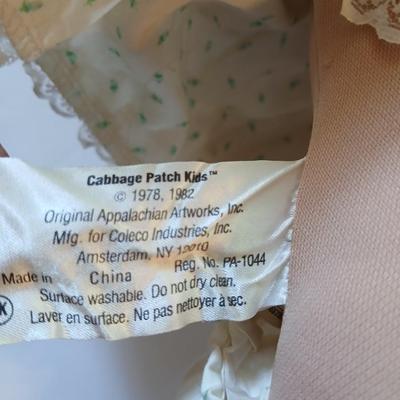 Cabbage Patch Kids™
© 1978, 1982
Original Appalachian Artworks, Inc.
Mfg. for Coleco Industries, Inc.
Amsterdam, NY 12010
Made in China Reg. No. PA-1044
Surface washable. Do not dry clean.
Laver en surface. Ne pas nettoyer à sec.
K